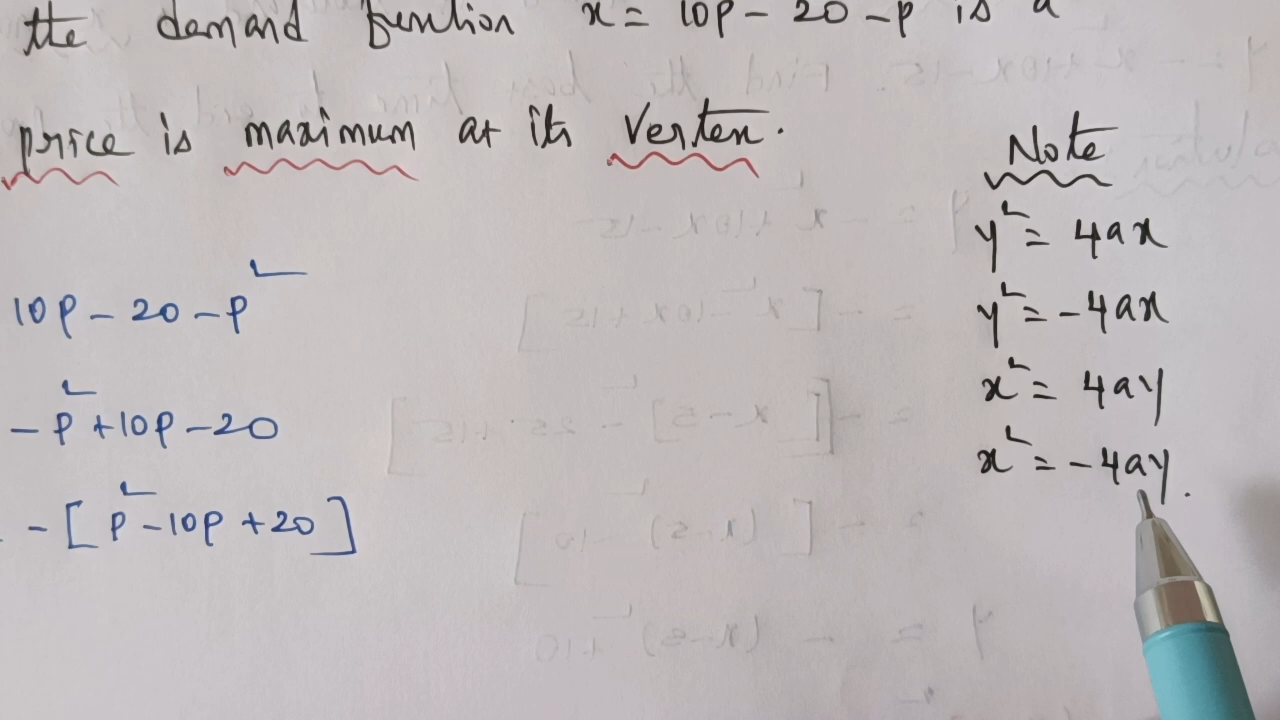 the demand function x = 10p - 20 - p is a
price is maximum at its Vertex.
10p - 20 - p²
- p² + 10p - 20
- [ p² - 10p + 20 ]
Note
y² = 4ax
y² = -4ax
x² = 4ay
x² = -4ay.